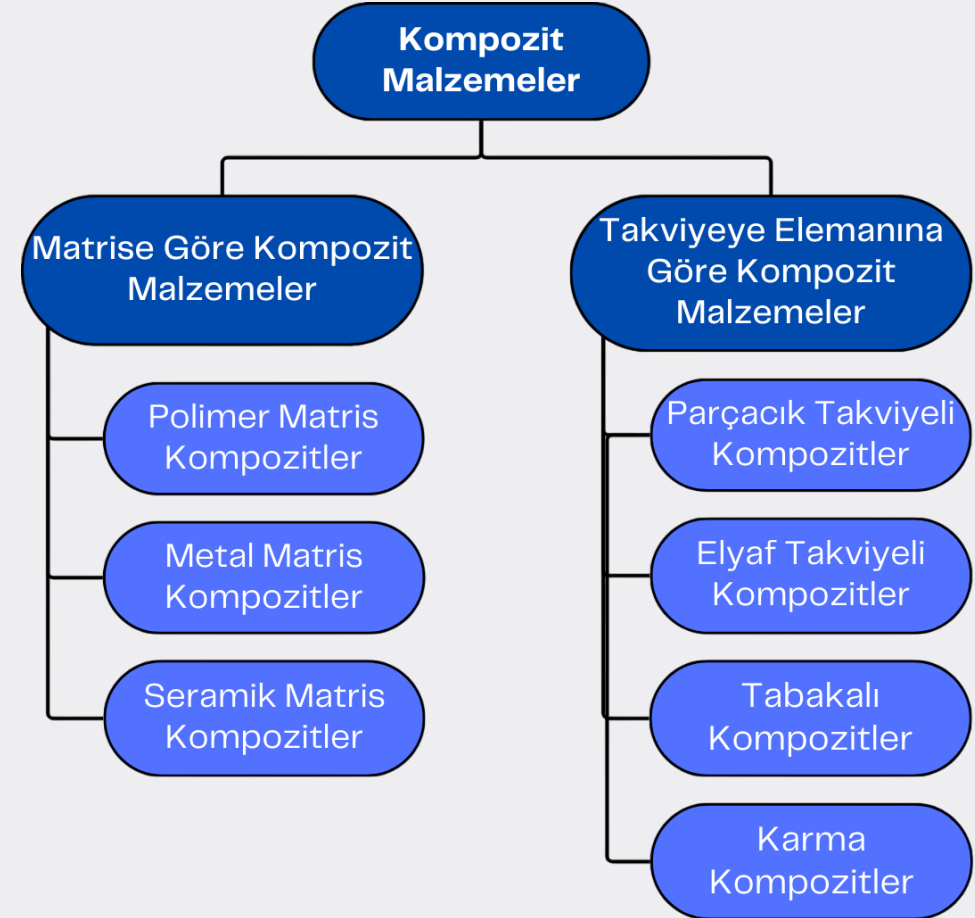 Kompozit
Malzemeler
Matrise Göre Kompozit
Malzemeler
Polimer Matris
Kompozitler
Metal Matris
Kompozitler
Seramik Matris
Kompozitler
Takviyeye Elemanına
Göre Kompozit
Malzemeler
Parçacık Takviyeli
Kompozitler
Elyaf Takviyeli
Kompozitler
Tabakalı
Kompozitler
Karma
Kompozitler